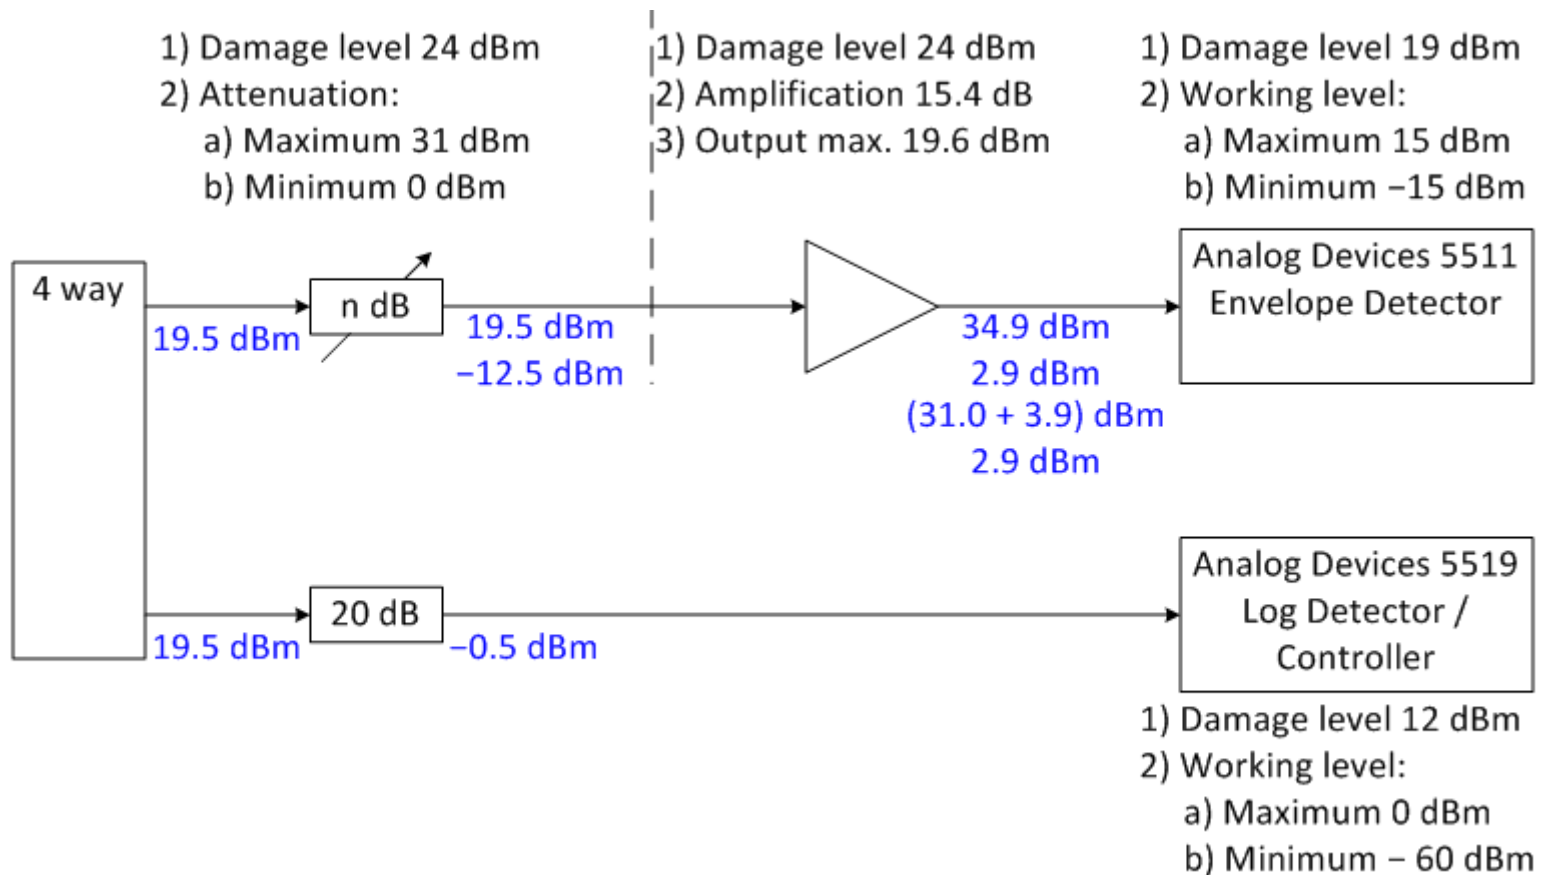 1) Damage level 24 dBm
2) Attenuation:
a) Maximum 31 dBm
b) Minimum 0 dBm
1) Damage level 24 dBm
2) Amplification 15.4 dB
3) Output max. 19.6 dBm
1) Damage level 19 dBm
2) Working level:
a) Maximum 15 dBm
b) Minimum −15 dBm
4 way
19.5 dBm
n dB
19.5 dBm
−12.5 dBm
34.9 dBm
2.9 dBm
(31.0 + 3.9) dBm
2.9 dBm
Analog Devices 5511
Envelope Detector
19.5 dBm
20 dB
−0.5 dBm
Analog Devices 5519
Log Detector /
Controller
1) Damage level 12 dBm
2) Working level:
a) Maximum 0 dBm
b) Minimum − 60 dBm